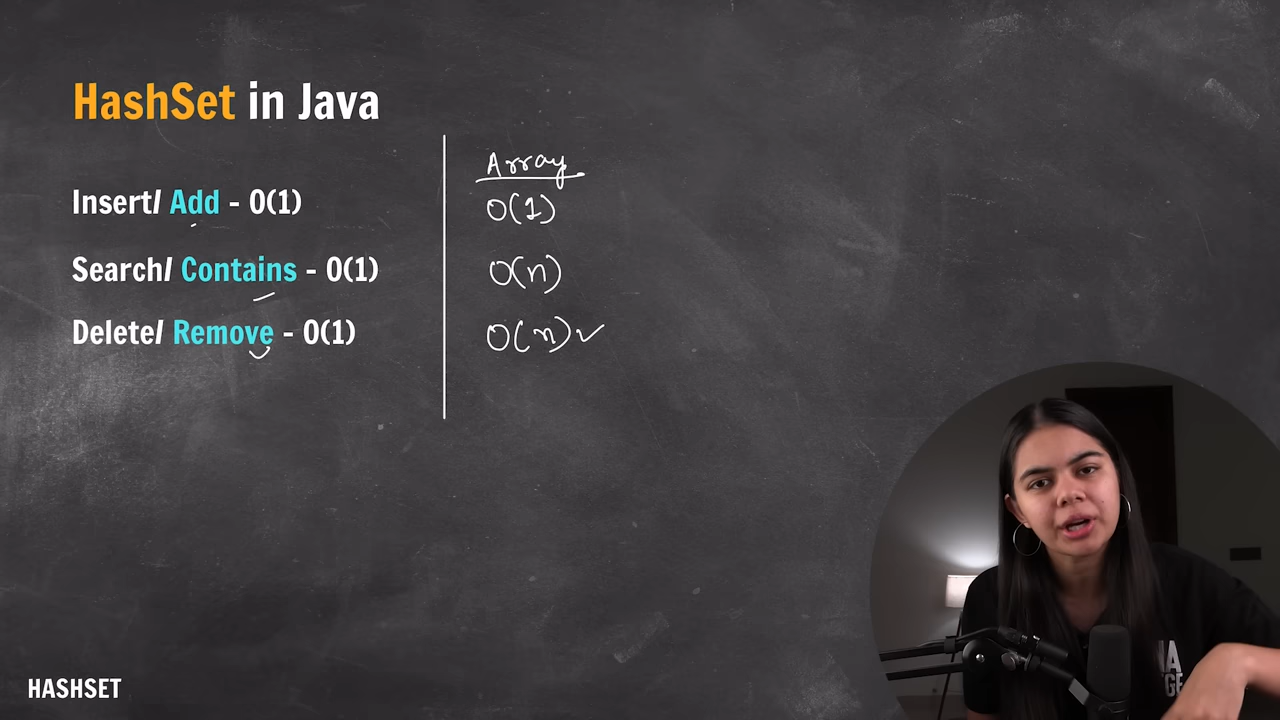 HashSet in Java
Insert/ Add - O(1)
Search/ Contains - O(1)
Delete/ Remove - O(1)
Array
O(1)
O(n)
O(n)✓
HASHSET